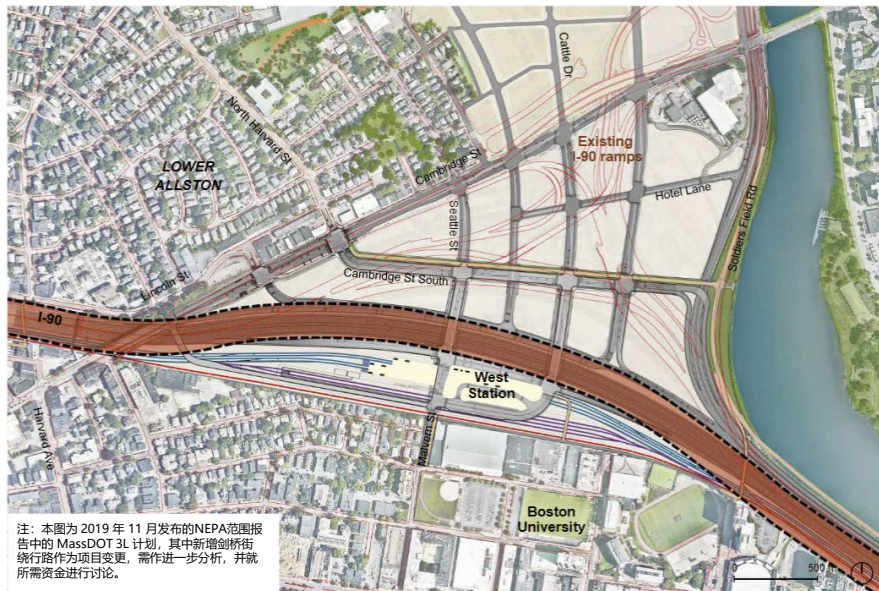 Cattle Dr
North Harvard St
Existing
I-90 ramps
LOWER
ALLSTON
Cambridge St
Hotel Lane
Seattle St
Soldiers Field Rd
Lincoln St
Cambridge St South
I-90
West
Station
Harvard Ave
Malvern St
Boston
University
注：本图为 2019 年 11 月发布的NEPA范围报
告中的 MassDOT 3L 计划，其中新增剑桥街
绕行路作为项目变更，需作进一步分析，并就
所需资金进行讨论。
0 500